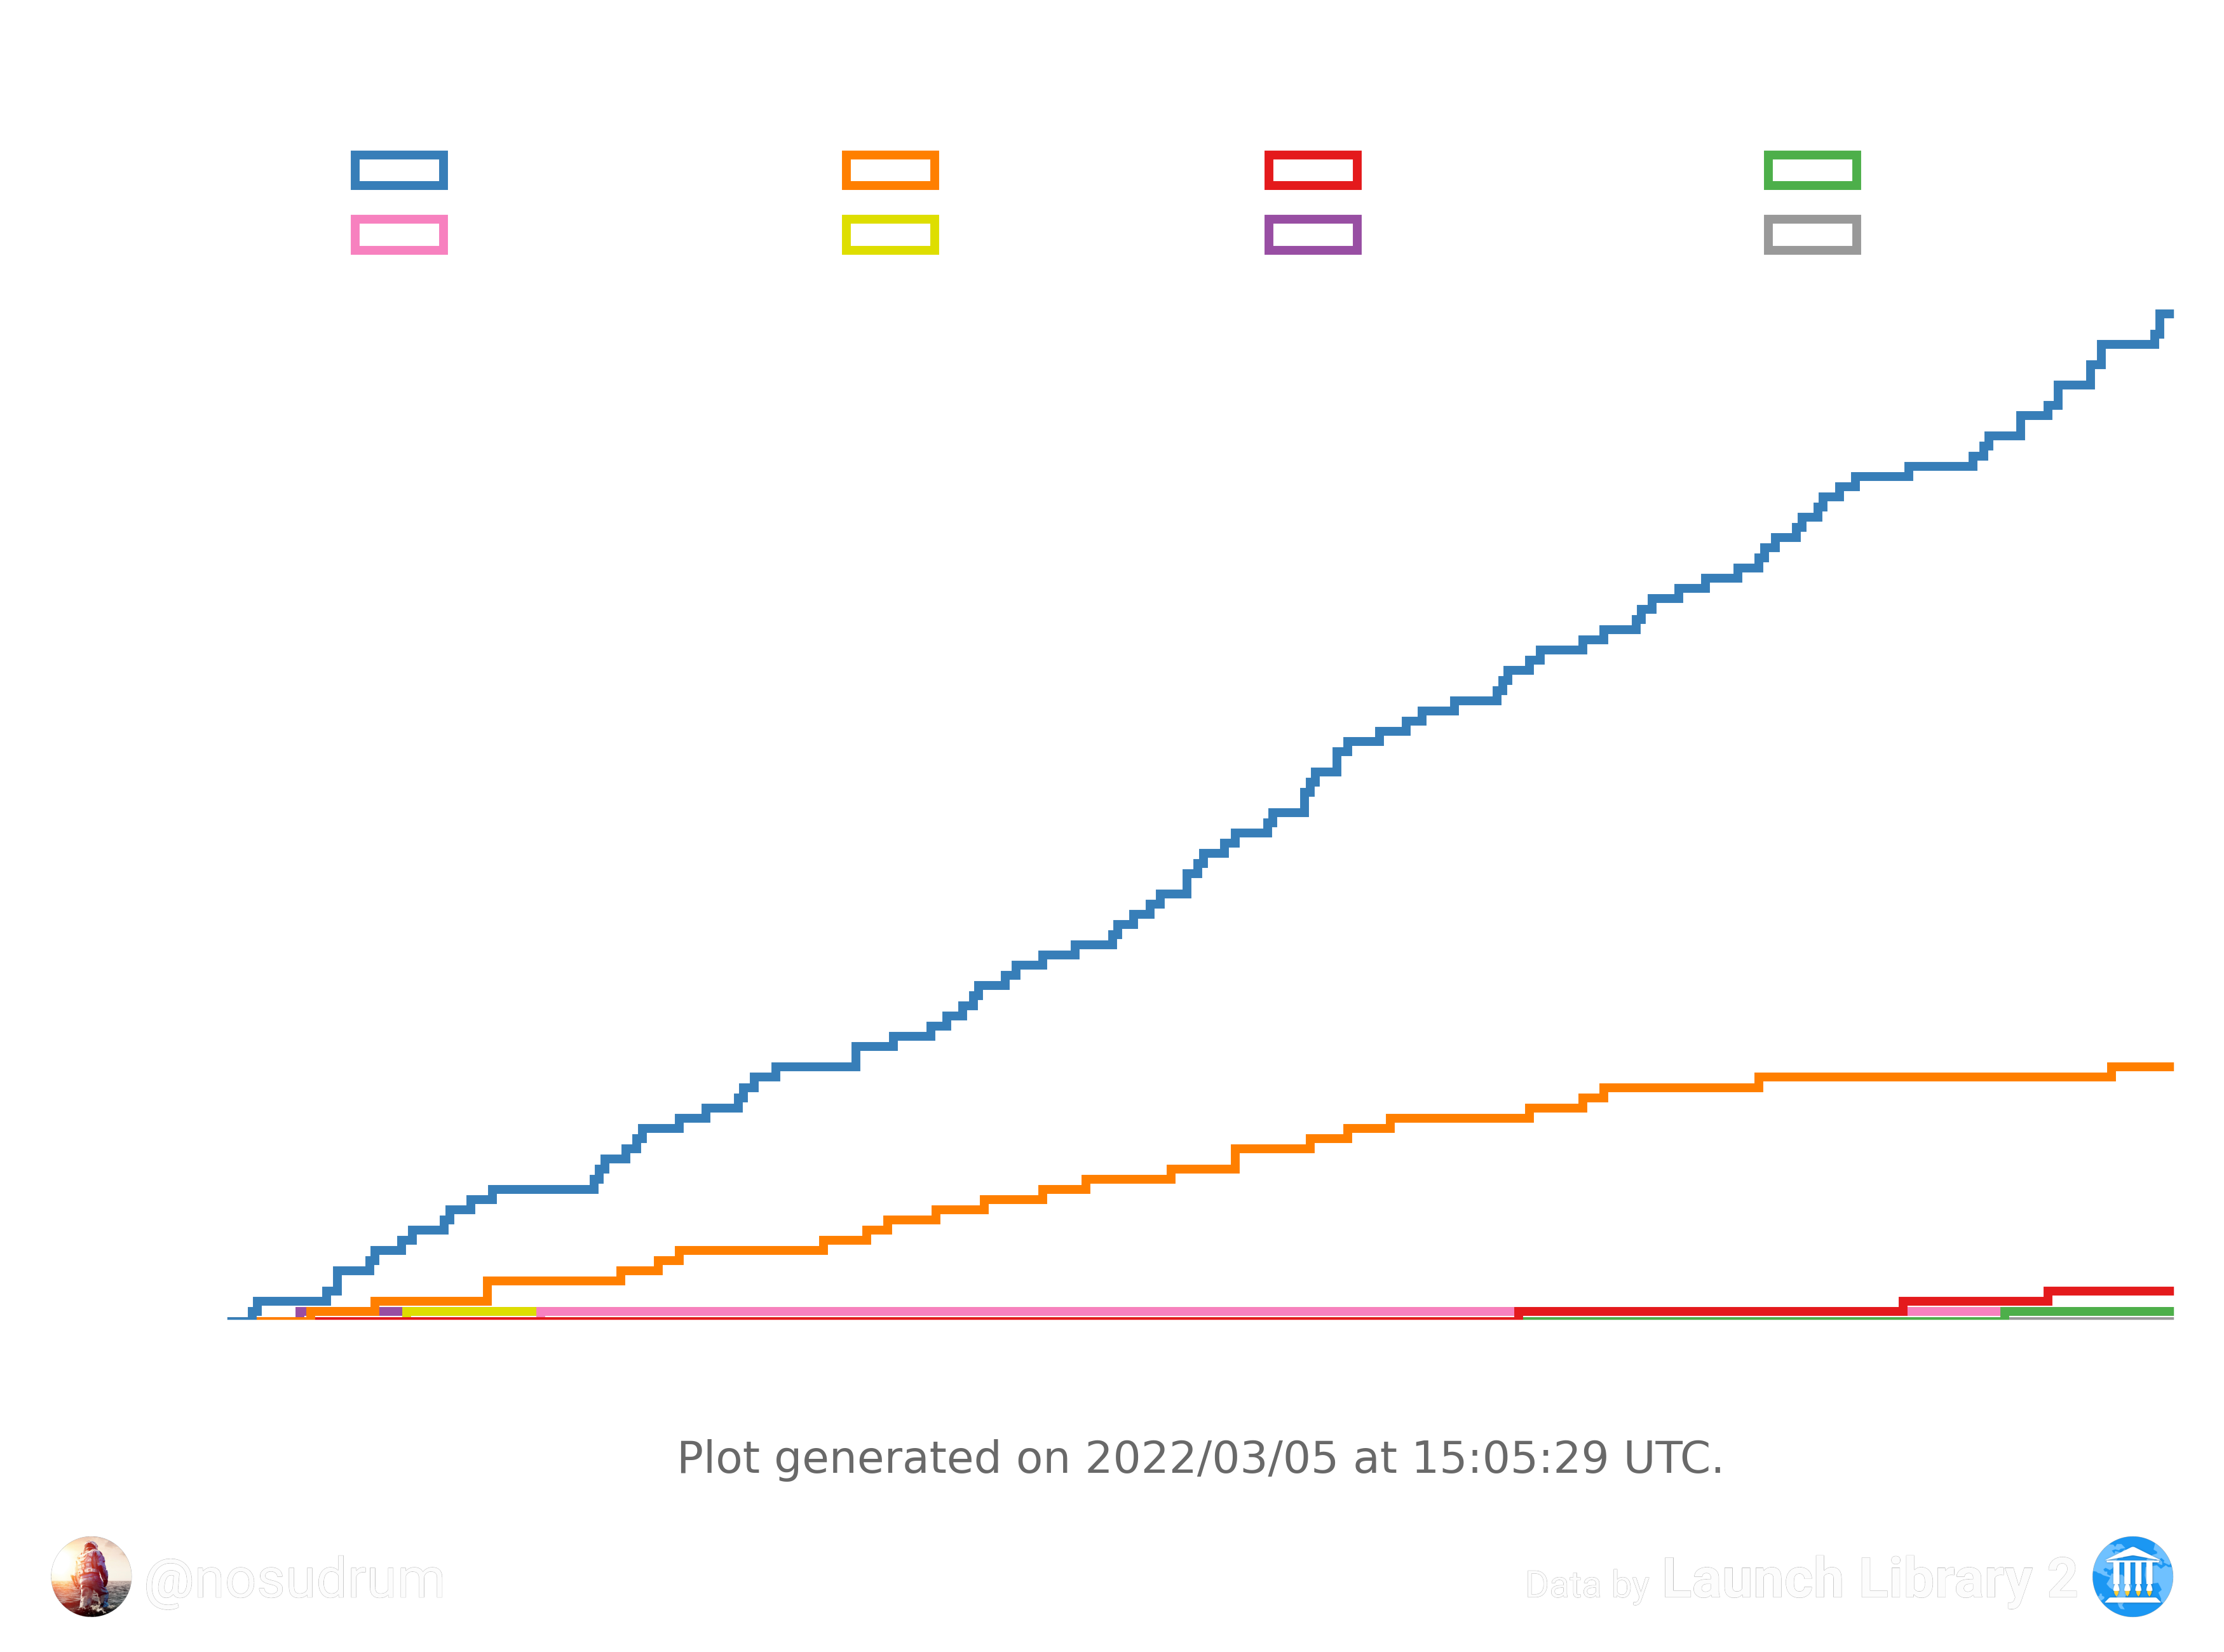 Plot generated on 2022/03/05 at 15:05:29 UTC.
@nosudrum
Data by Launch Library 2